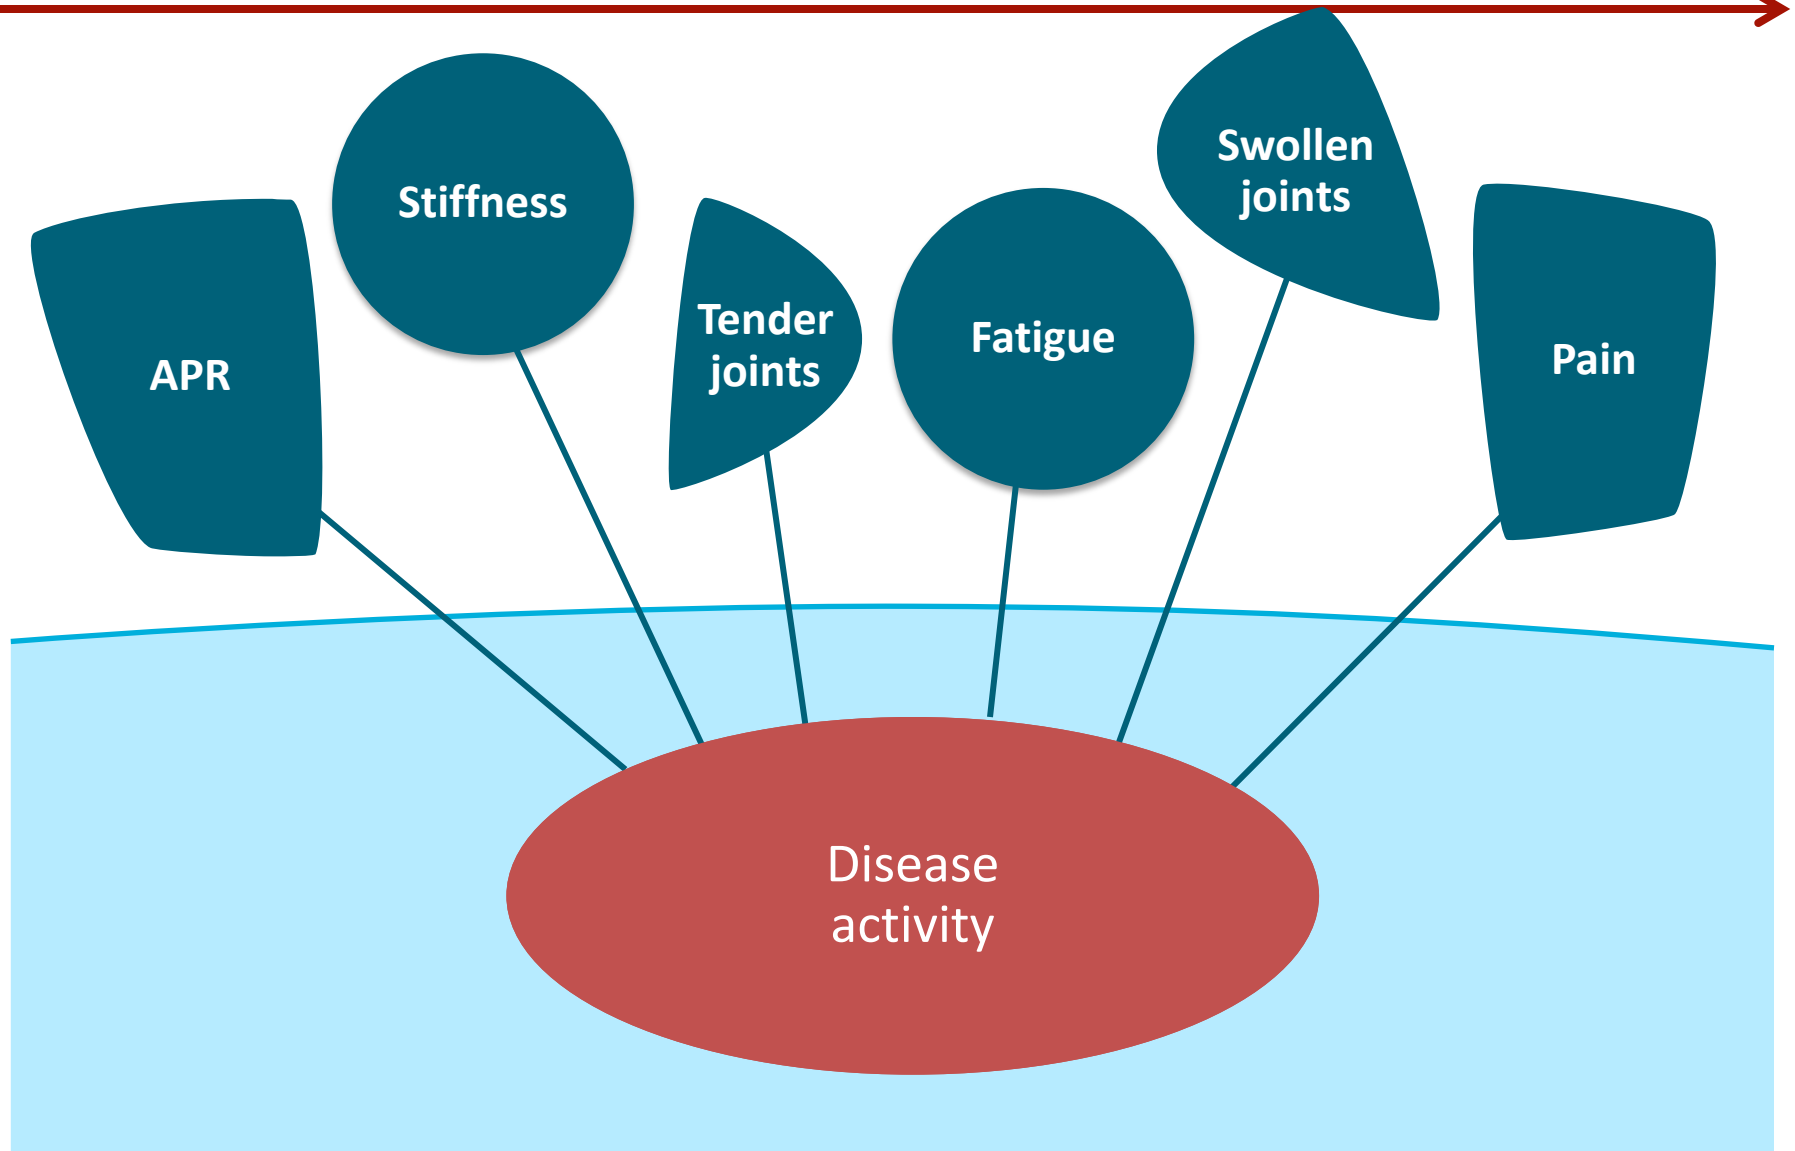 APR
Stiffness
Tender
joints
Fatigue
Swollen
joints
Pain
Disease
activity